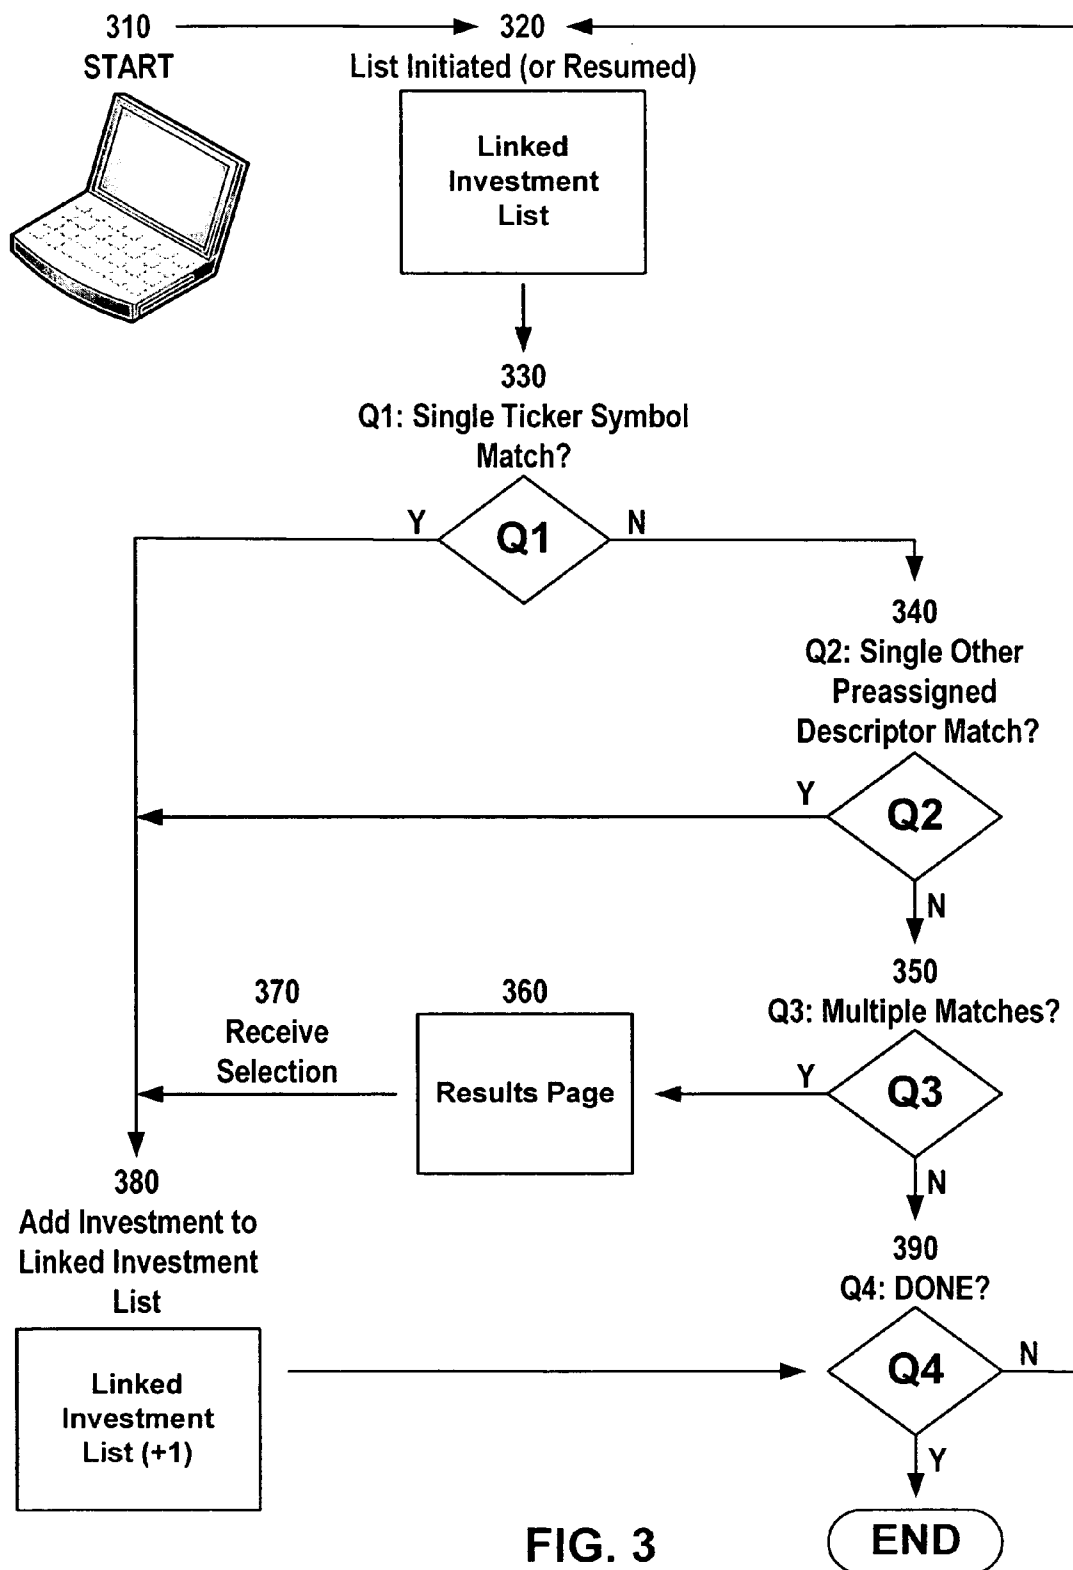 310
START
320
List Initiated (or Resumed)
Linked
Investment
List
330
Q1: Single Ticker Symbol
Match?
Y
Q1
N
340
Q2: Single Other
Preassigned
Descriptor Match?
Y
Q2
N
350
Q3: Multiple Matches?
370
Receive
Selection
360
Results Page
Y
Q3
N
380
Add Investment to
Linked Investment
List
Linked
Investment
List (+1)
390
Q4: DONE?
Q4
N
Y
END
FIG. 3